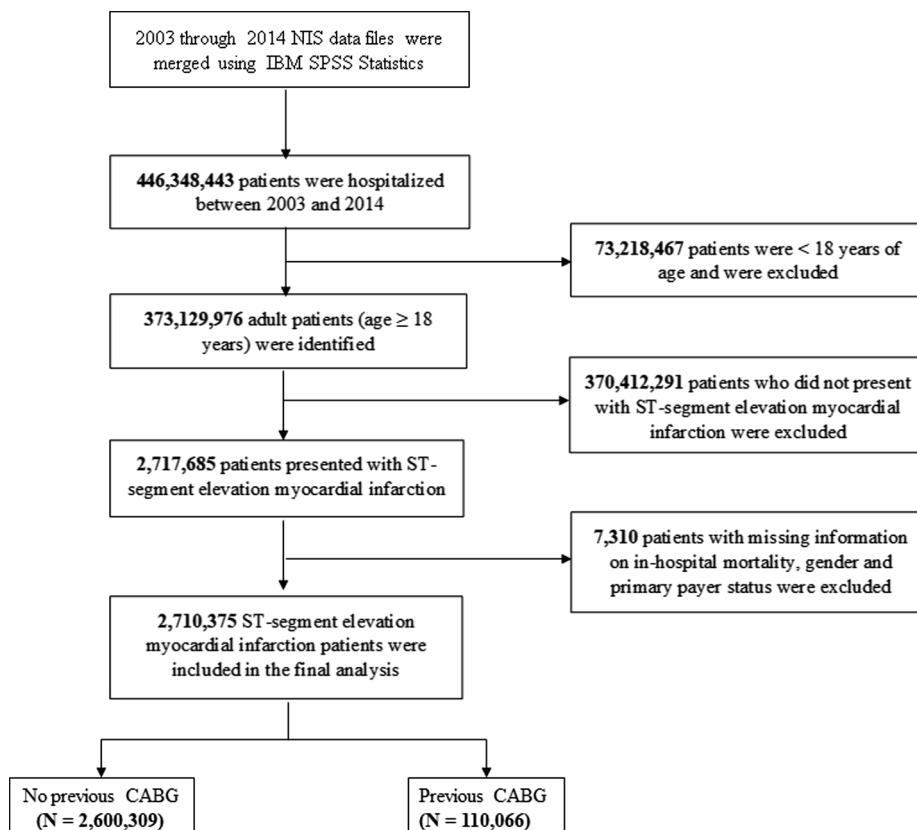 2003 through 2014 NIS data files were
merged using IBM SPSS Statistics
446,348,443 patients were hospitalized
between 2003 and 2014
73,218,467 patients were < 18 years of
age and were excluded
373,129,976 adult patients (age ≥ 18
years) were identified
370,412,291 patients who did not present
with ST-segment elevation myocardial
infarction were excluded
2,717,685 patients presented with ST-
segment elevation myocardial infarction
7,310 patients with missing information
on in-hospital mortality, gender and
primary payer status were excluded
2,710,375 ST-segment elevation
myocardial infarction patients were
included in the final analysis
No previous CABG
(N = 2,600,309)
Previous CABG
(N = 110,066)